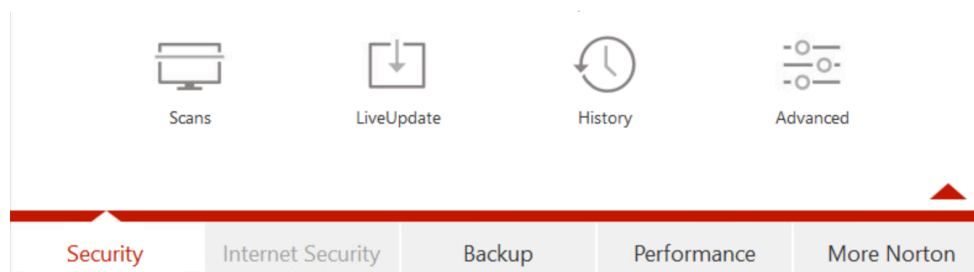 Scans LiveUpdate History Advanced
Security Internet Security Backup Performance More Norton